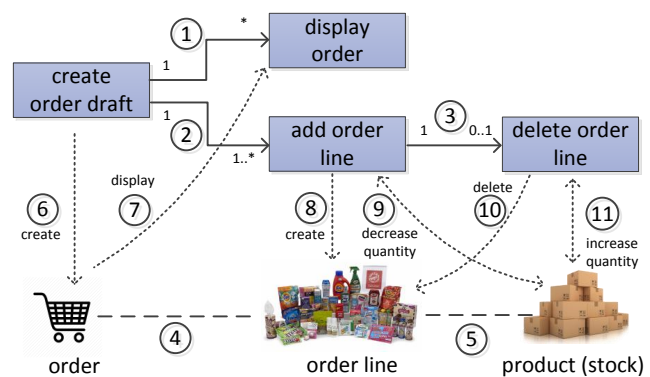 1
*
display
order
1
create
order draft
1
2
1..*
add order
line
1
3
0..1
delete order
line
6
create
display
7
8
create
9
decrease
quantity
delete
10
11
increase
quantity
4
5
order
order line
product (stock)